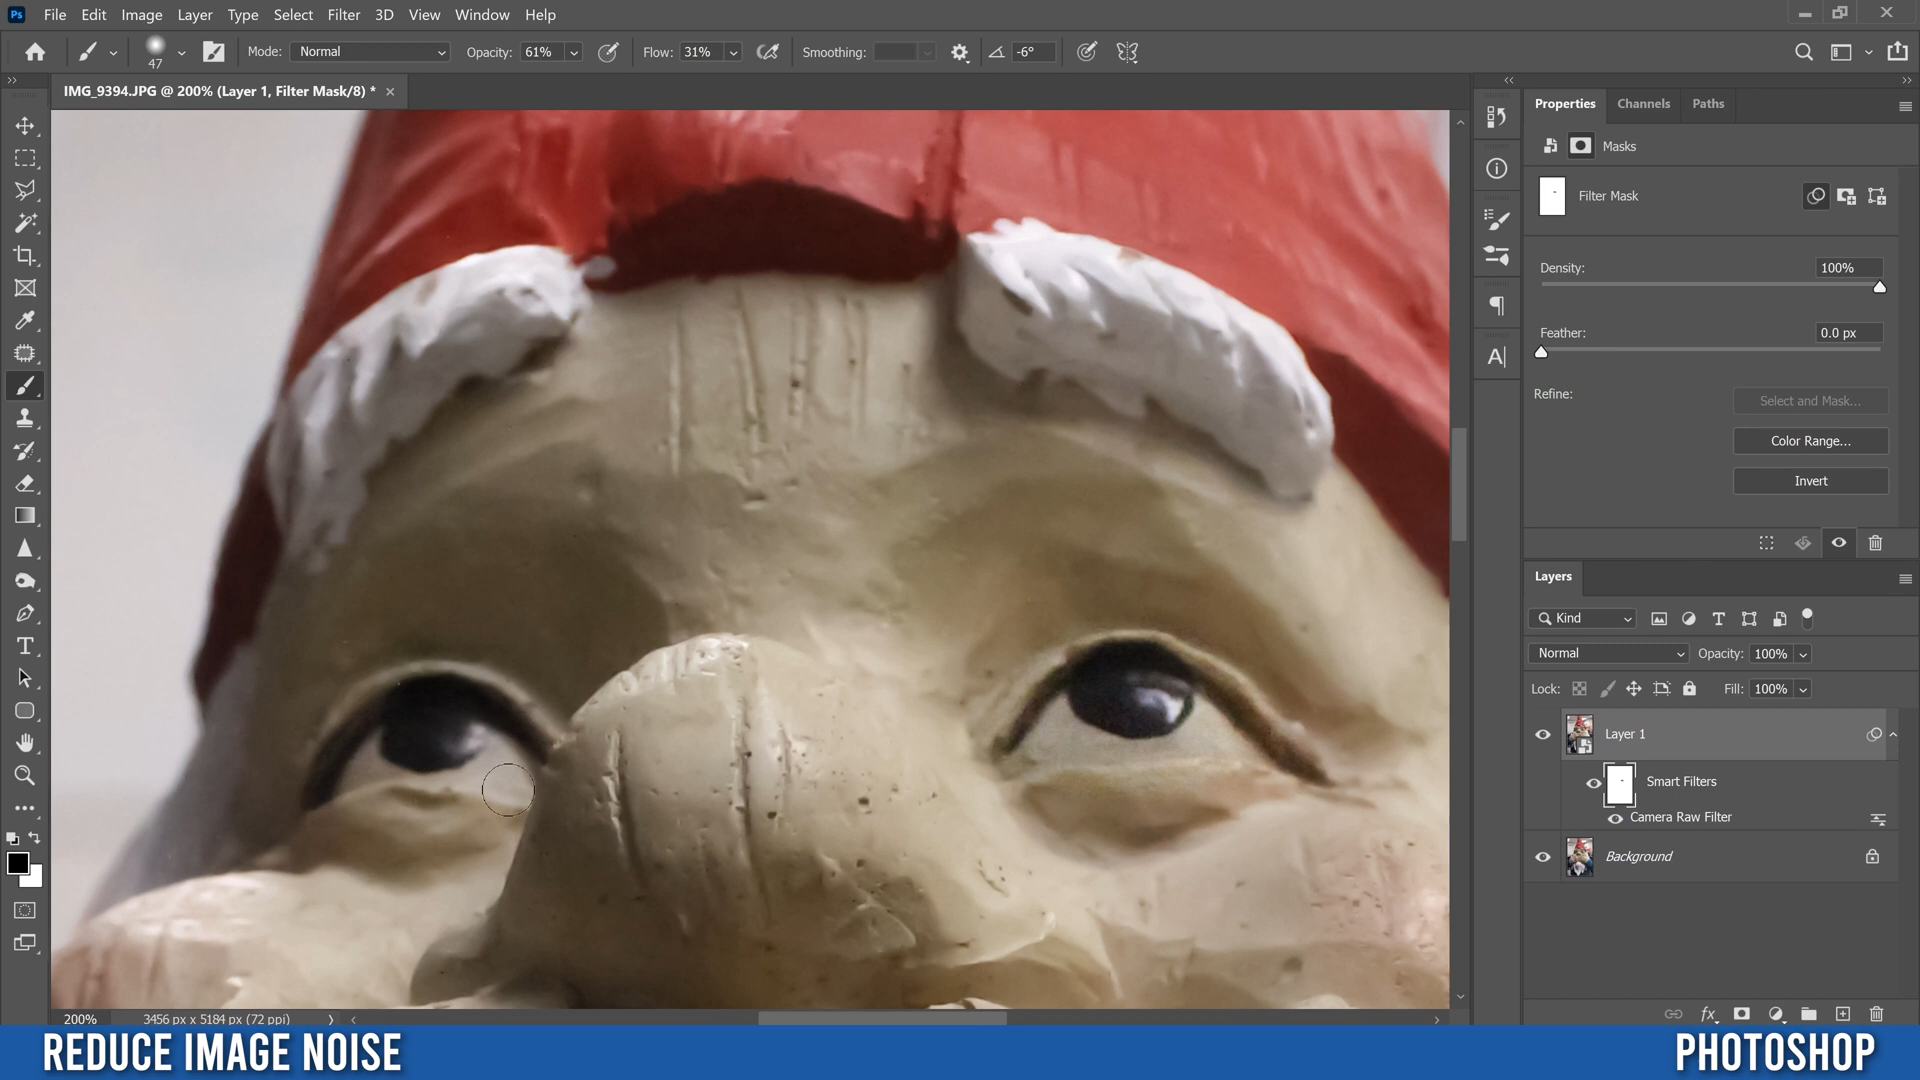 Ps File Edit Image Layer Type Select Filter 3D View Window Help
47 Mode: Normal Opacity: 61% Flow: 31% Smoothing: -6°
IMG_9394.JPG @ 200% (Layer 1, Filter Mask/8) *
Properties Channels Paths
Masks
Filter Mask
Density: 100%
Feather: 0.0 px
Refine: Select and Mask...
Color Range...
Invert
Layers
Kind
Normal Opacity: 100%
Lock: Fill: 100%
Layer 1
Smart Filters
Camera Raw Filter
Background
fx
200% 3456 px x 5184 px (72 ppi)
REDUCE IMAGE NOISE
PHOTOSHOP